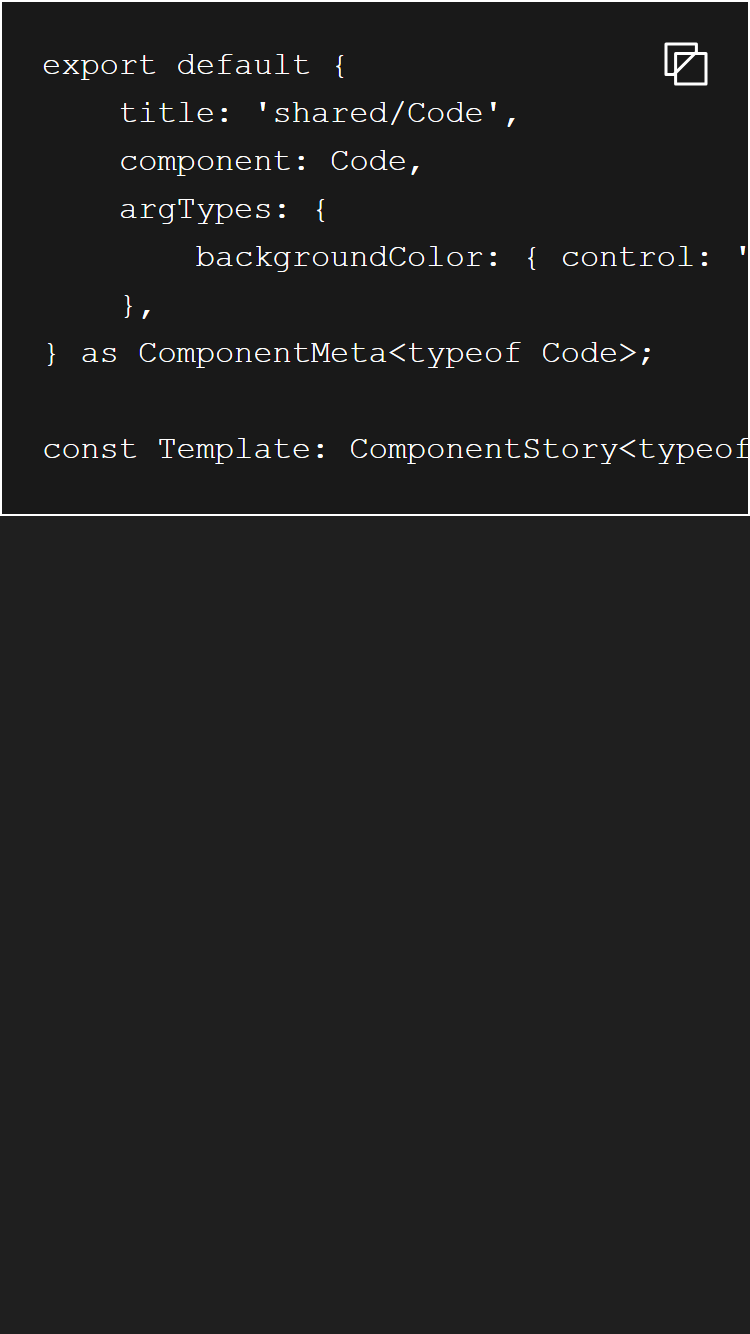 export default {
    title: 'shared/Code',
    component: Code,
    argTypes: {
        backgroundColor: { control: '
    },
} as ComponentMeta<typeof Code>;

const Template: ComponentStory<typeof